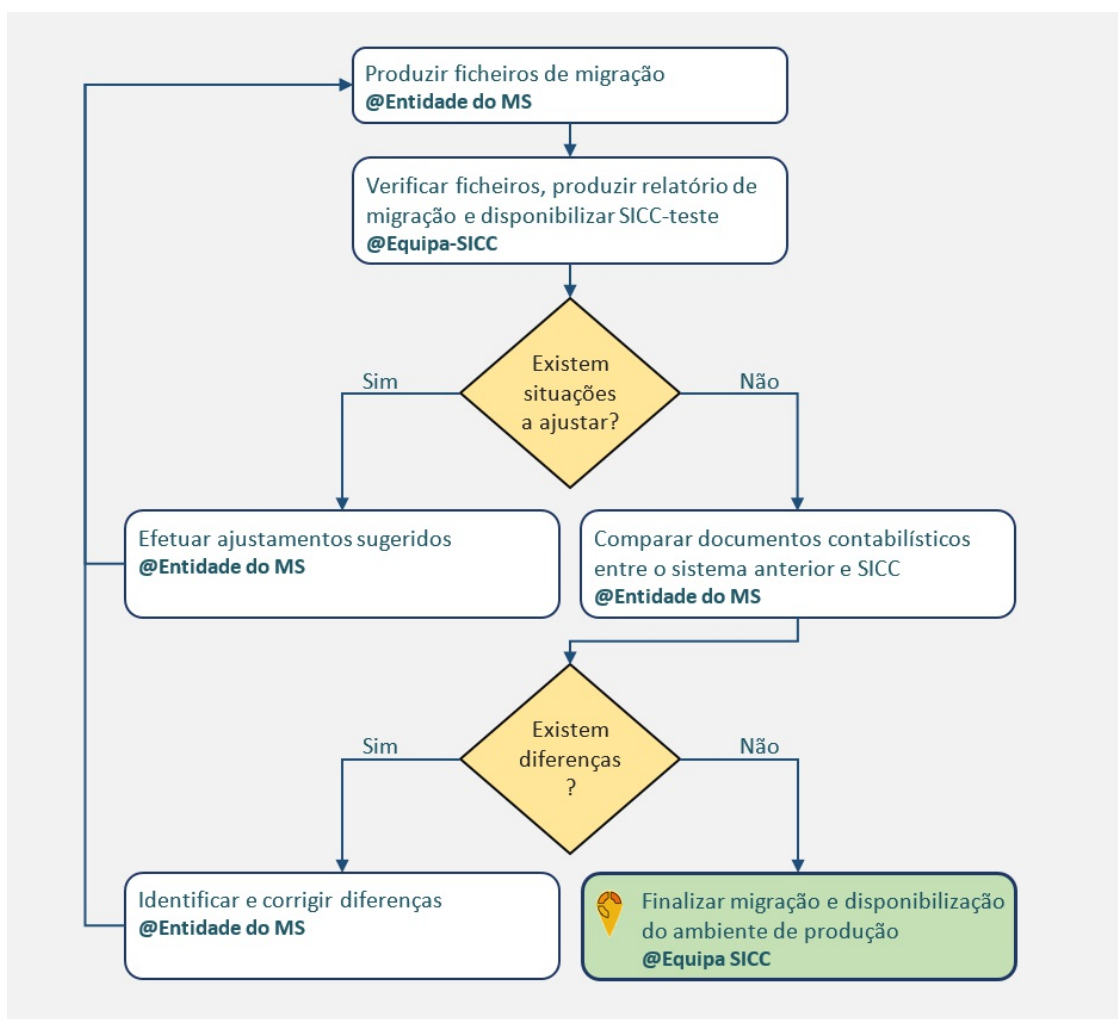 Produzir ficheiros de migração
@Entidade do MS
Verificar ficheiros, produzir relatório de
migração e disponibilizar SICC-teste
@Equipa-SICC
Existem
situações
a ajustar?
Sim
Não
Efetuar ajustamentos sugeridos
@Entidade do MS
Comparar documentos contabilísticos
entre o sistema anterior e SICC
@Entidade do MS
Existem
diferenças
?
Sim
Não
Identificar e corrigir diferenças
@Entidade do MS
Finalizar migração e disponibilização
do ambiente de produção
@Equipa SICC